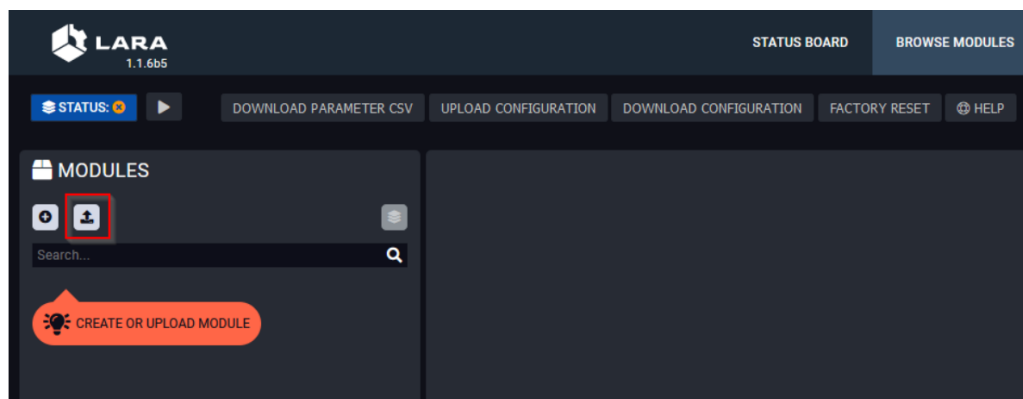 LARA
1.1.6b5
STATUS BOARD
BROWSE MODULES
STATUS:
DOWNLOAD PARAMETER CSV
UPLOAD CONFIGURATION
DOWNLOAD CONFIGURATION
FACTORY RESET
HELP
MODULES
Search...
CREATE OR UPLOAD MODULE